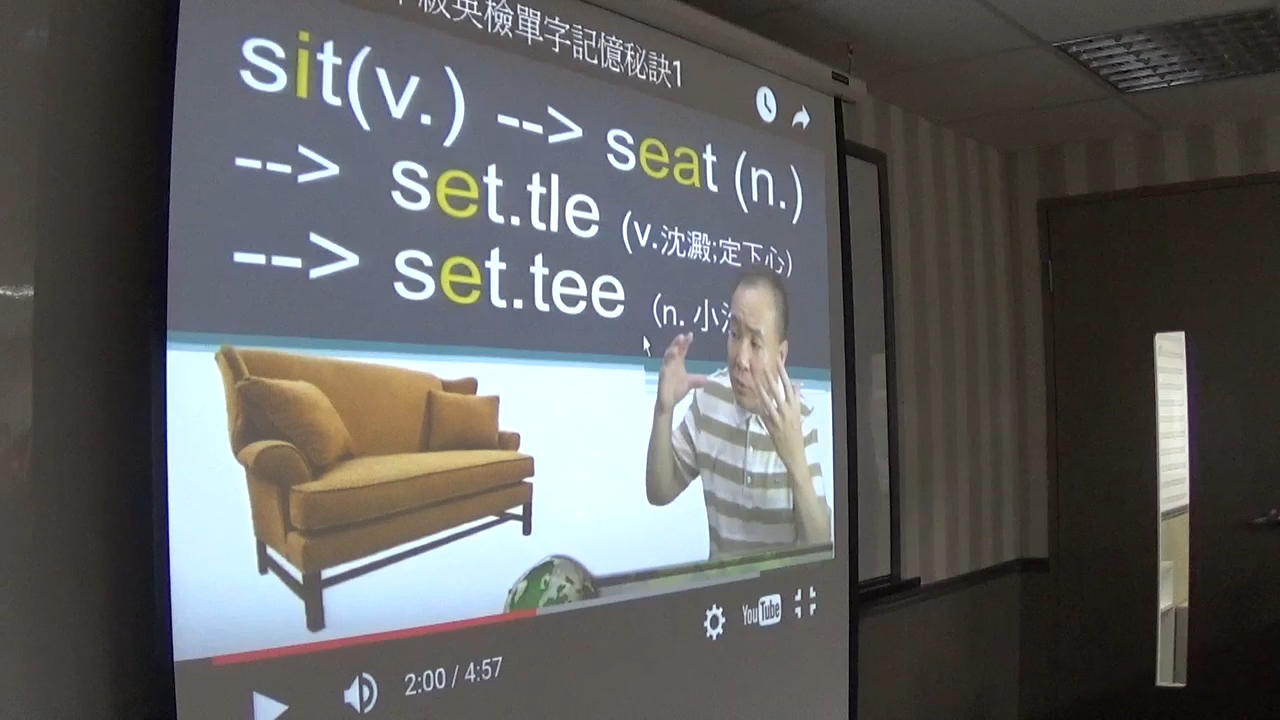 級英檢單字記憶秘訣1
sit(v.) --> seat (n.)
--> set.tle (v.沈澱;定下心)
--> set.tee (n. 小
2:00 / 4:57
YouTube